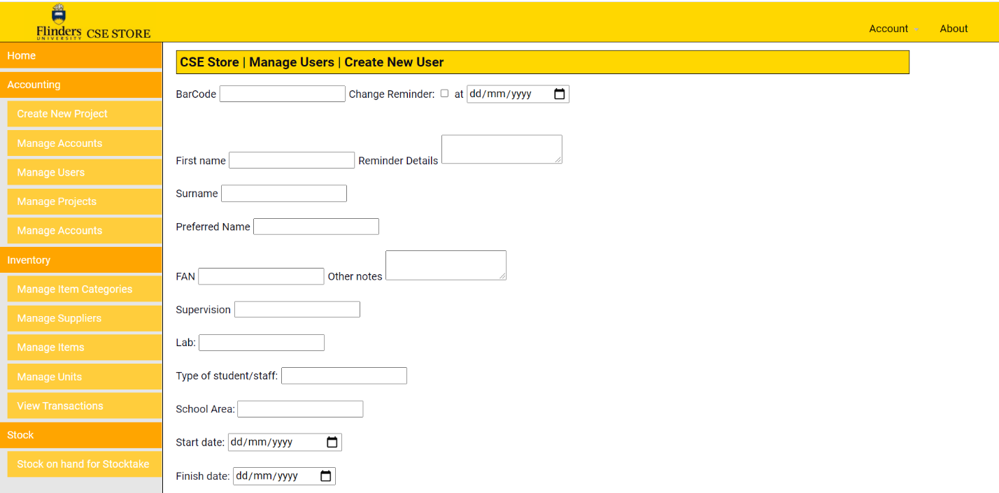 Flinders
UNIVERSITY
CSE STORE
Account
About
Home
Accounting
Create New Project
Manage Accounts
Manage Users
Manage Projects
Manage Accounts
Inventory
Manage Item Categories
Manage Suppliers
Manage Items
Manage Units
View Transactions
Stock
Stock on hand for Stocktake
CSE Store | Manage Users | Create New User
BarCode Change Reminder: at dd/mm/yyyy
First name Reminder Details
Surname
Preferred Name
FAN Other notes
Supervision
Lab:
Type of student/staff:
School Area:
Start date: dd/mm/yyyy
Finish date: dd/mm/yyyy